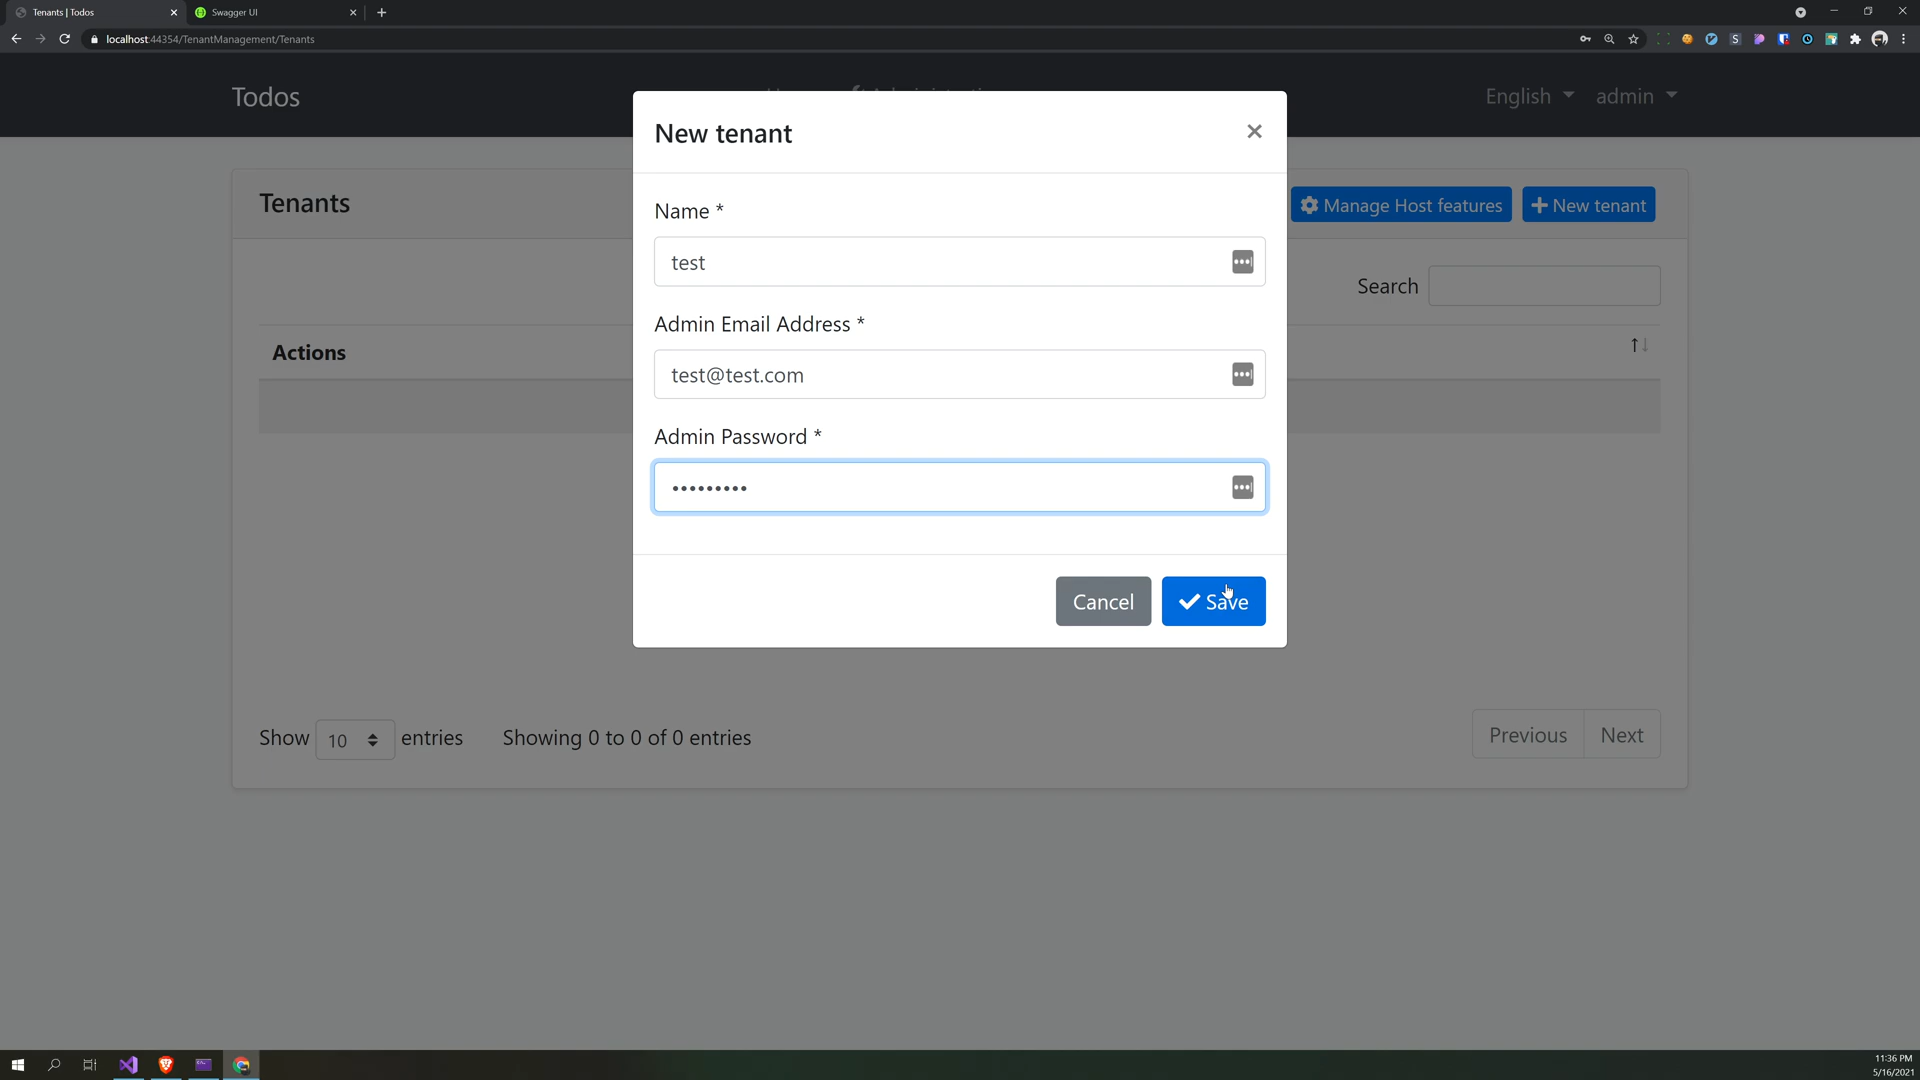 Tenants | Todos
Swagger UI
localhost:44354/TenantManagement/Tenants
Todos
English
admin
New tenant
Tenants
Manage Host features
New tenant
Name *
test
Search
Admin Email Address *
Actions
test@test.com
Admin Password *
•••••••••
Cancel
Save
Show 10 entries
Showing 0 to 0 of 0 entries
Previous
Next
11:36 PM
5/16/2021